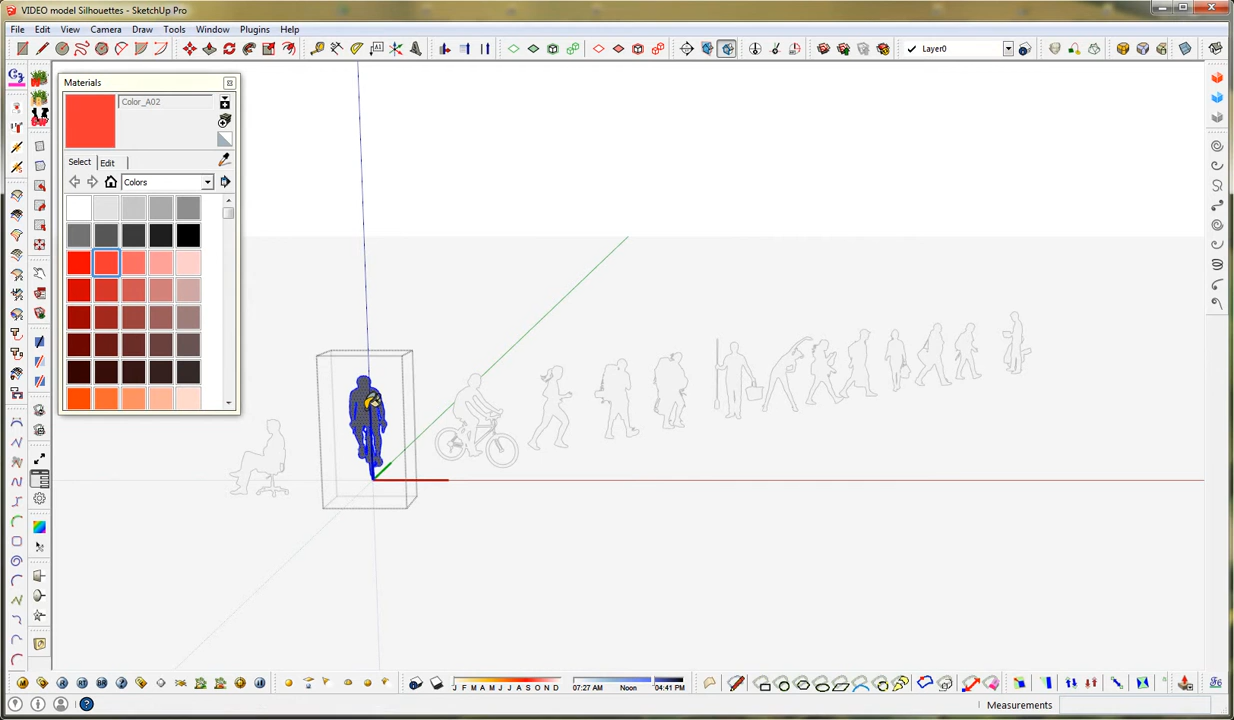 VIDEO model Silhouettes - SketchUp Pro
File Edit View Camera Draw Tools Window Plugins Help
Layer0
Materials
Color_A02
Select Edit
Colors
J F M A M J J A S O N D 07:27 AM Noon 04:41 PM
Measurements